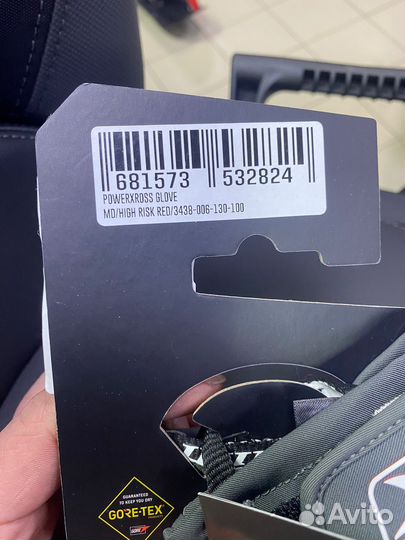 681573 532824
POWERXROSS GLOVE
MD/HIGH RISK RED/3438-006-130-100
GUARANTEED
TO KEEP YOU DRY
GORE-TEX
Avito